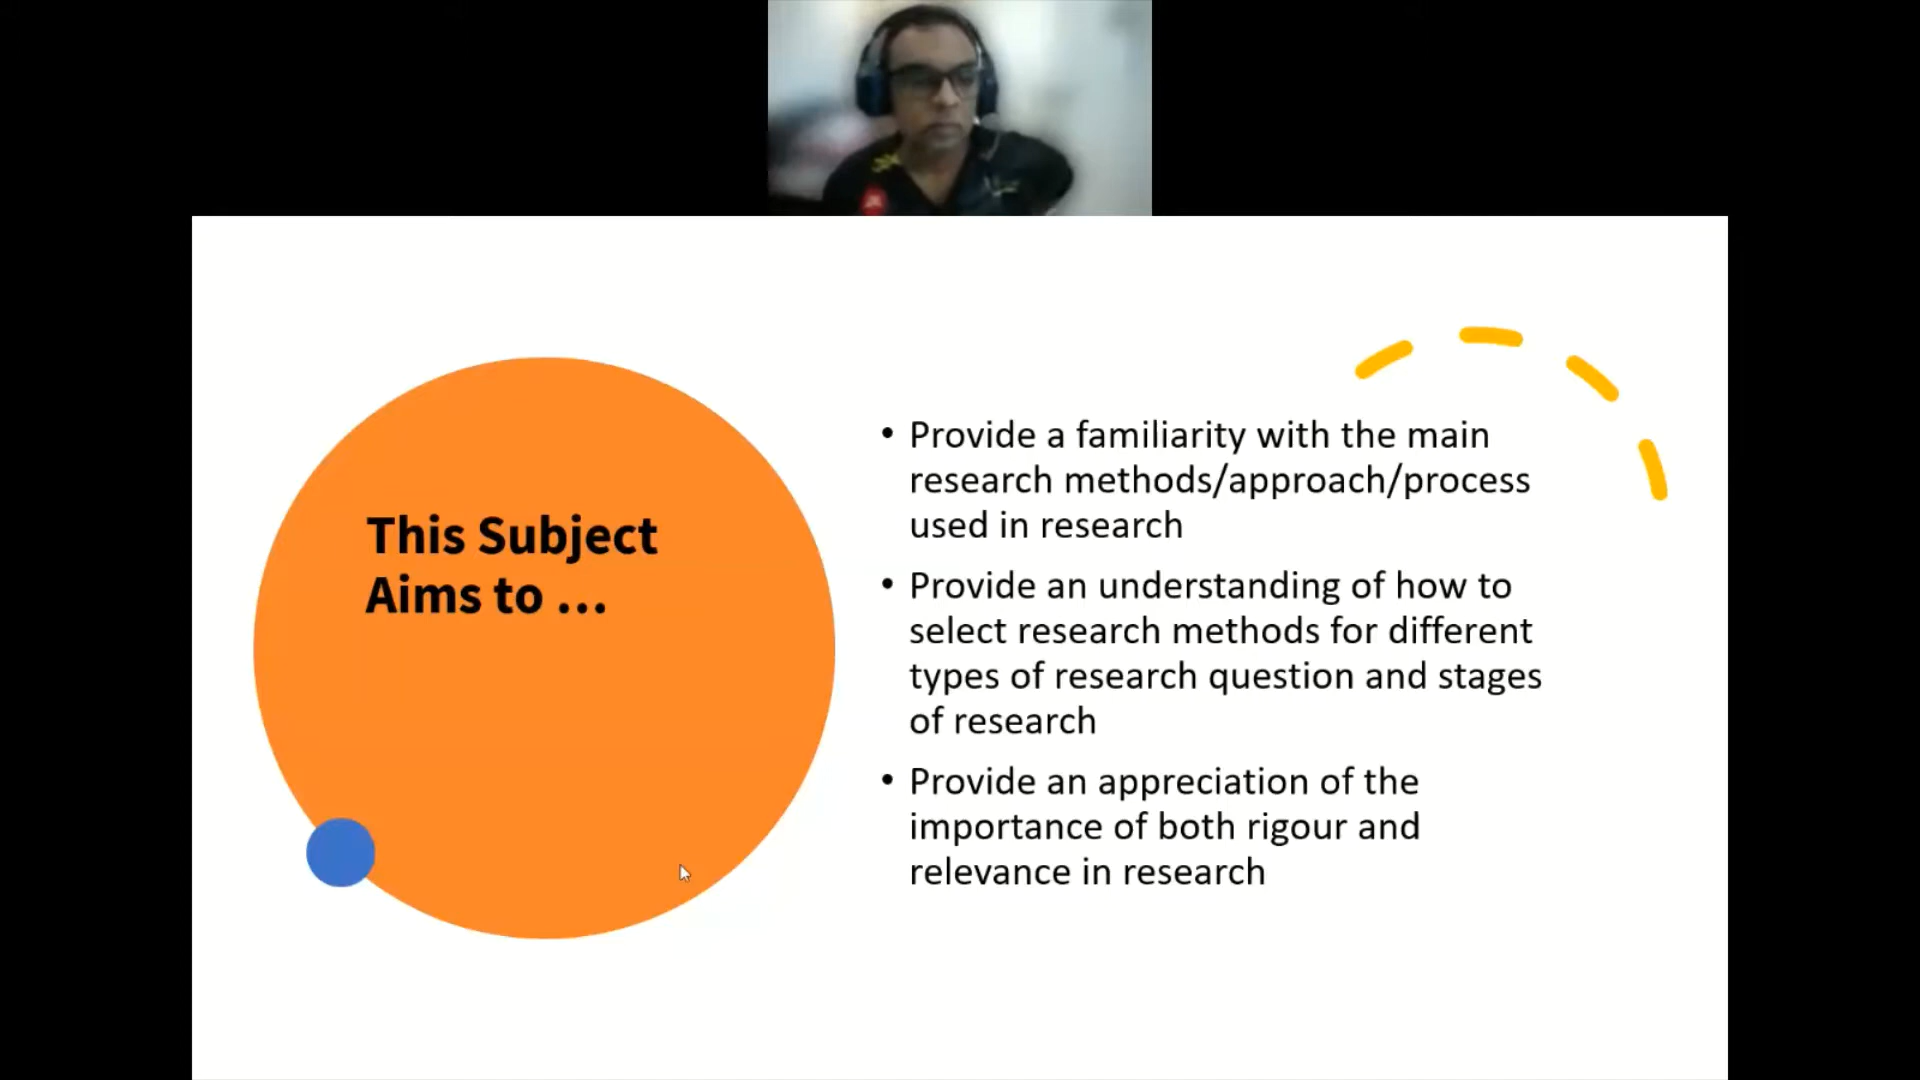 This Subject
Aims to ...
• Provide a familiarity with the main
research methods/approach/process
used in research
• Provide an understanding of how to
select research methods for different
types of research question and stages
of research
• Provide an appreciation of the
importance of both rigour and
relevance in research